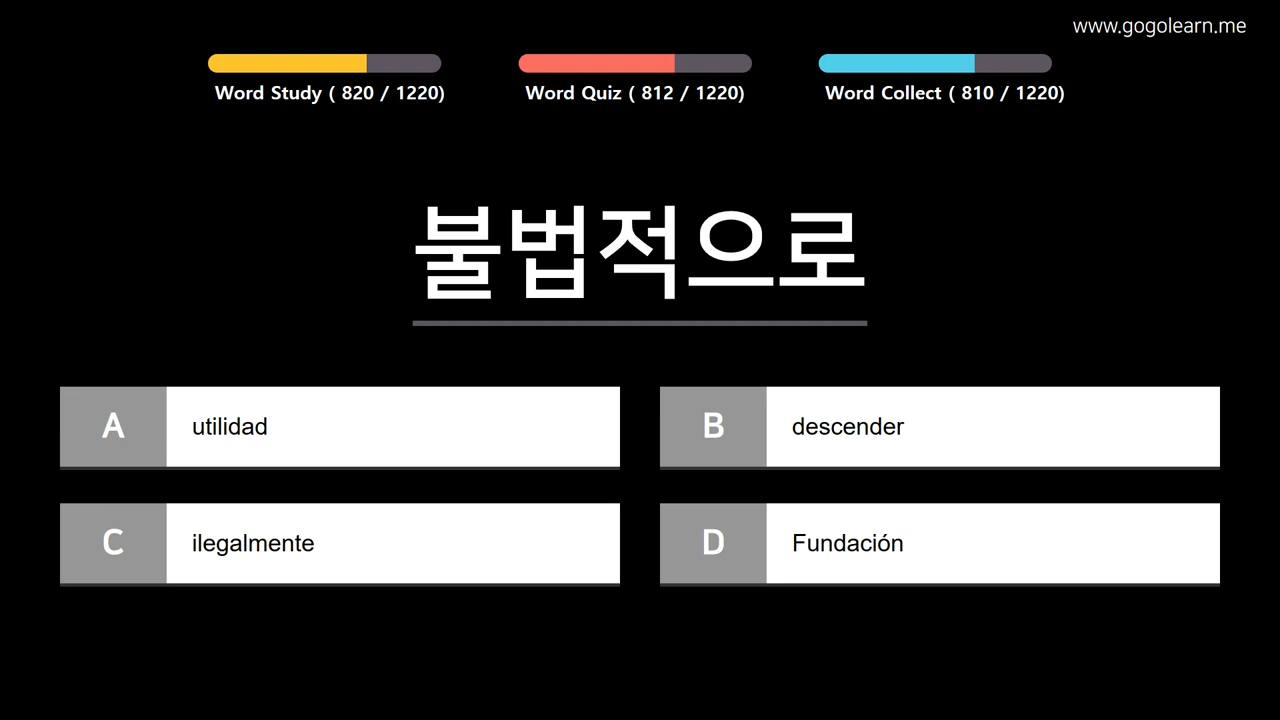 www.gogolearn.me
Word Study ( 820 / 1220)
Word Quiz ( 812 / 1220)
Word Collect ( 810 / 1220)
불법적으로
A utilidad
B descender
C ilegalmente
D Fundación